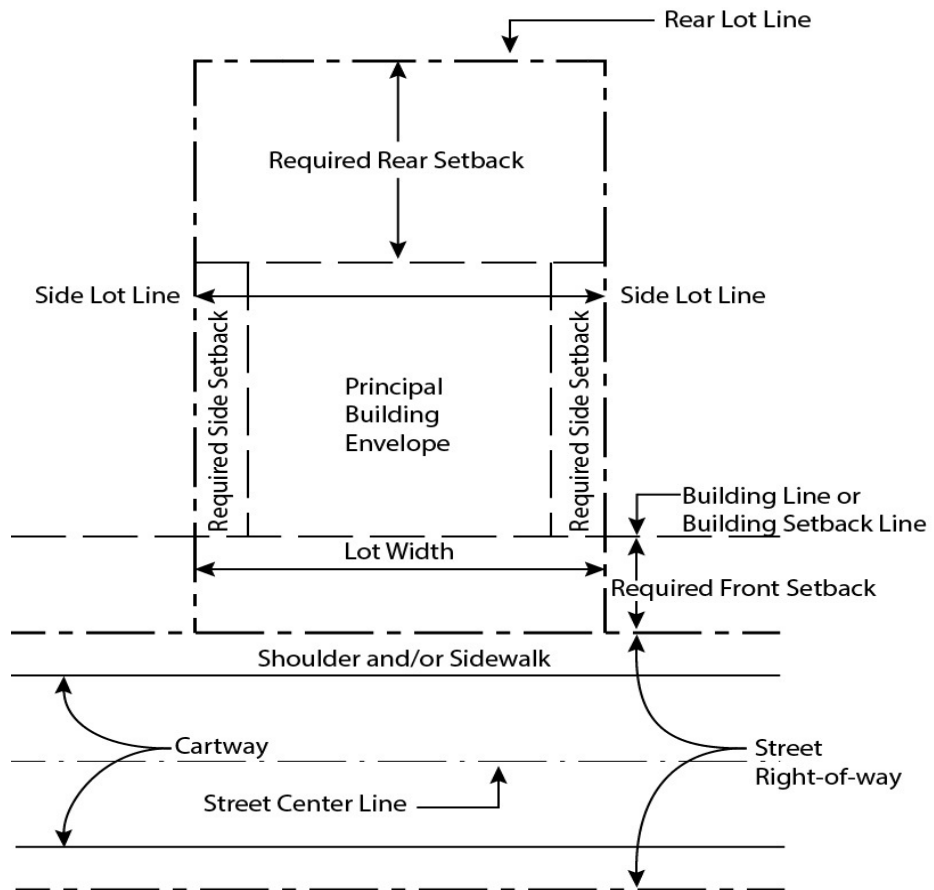 Rear Lot Line
Required Rear Setback
Side Lot Line
Side Lot Line
Required Side Setback
Principal
Building
Envelope
Required Side Setback
Building Line or
Building Setback Line
Lot Width
Required Front Setback
Shoulder and/or Sidewalk
Cartway
Street
Right-of-way
Street Center Line